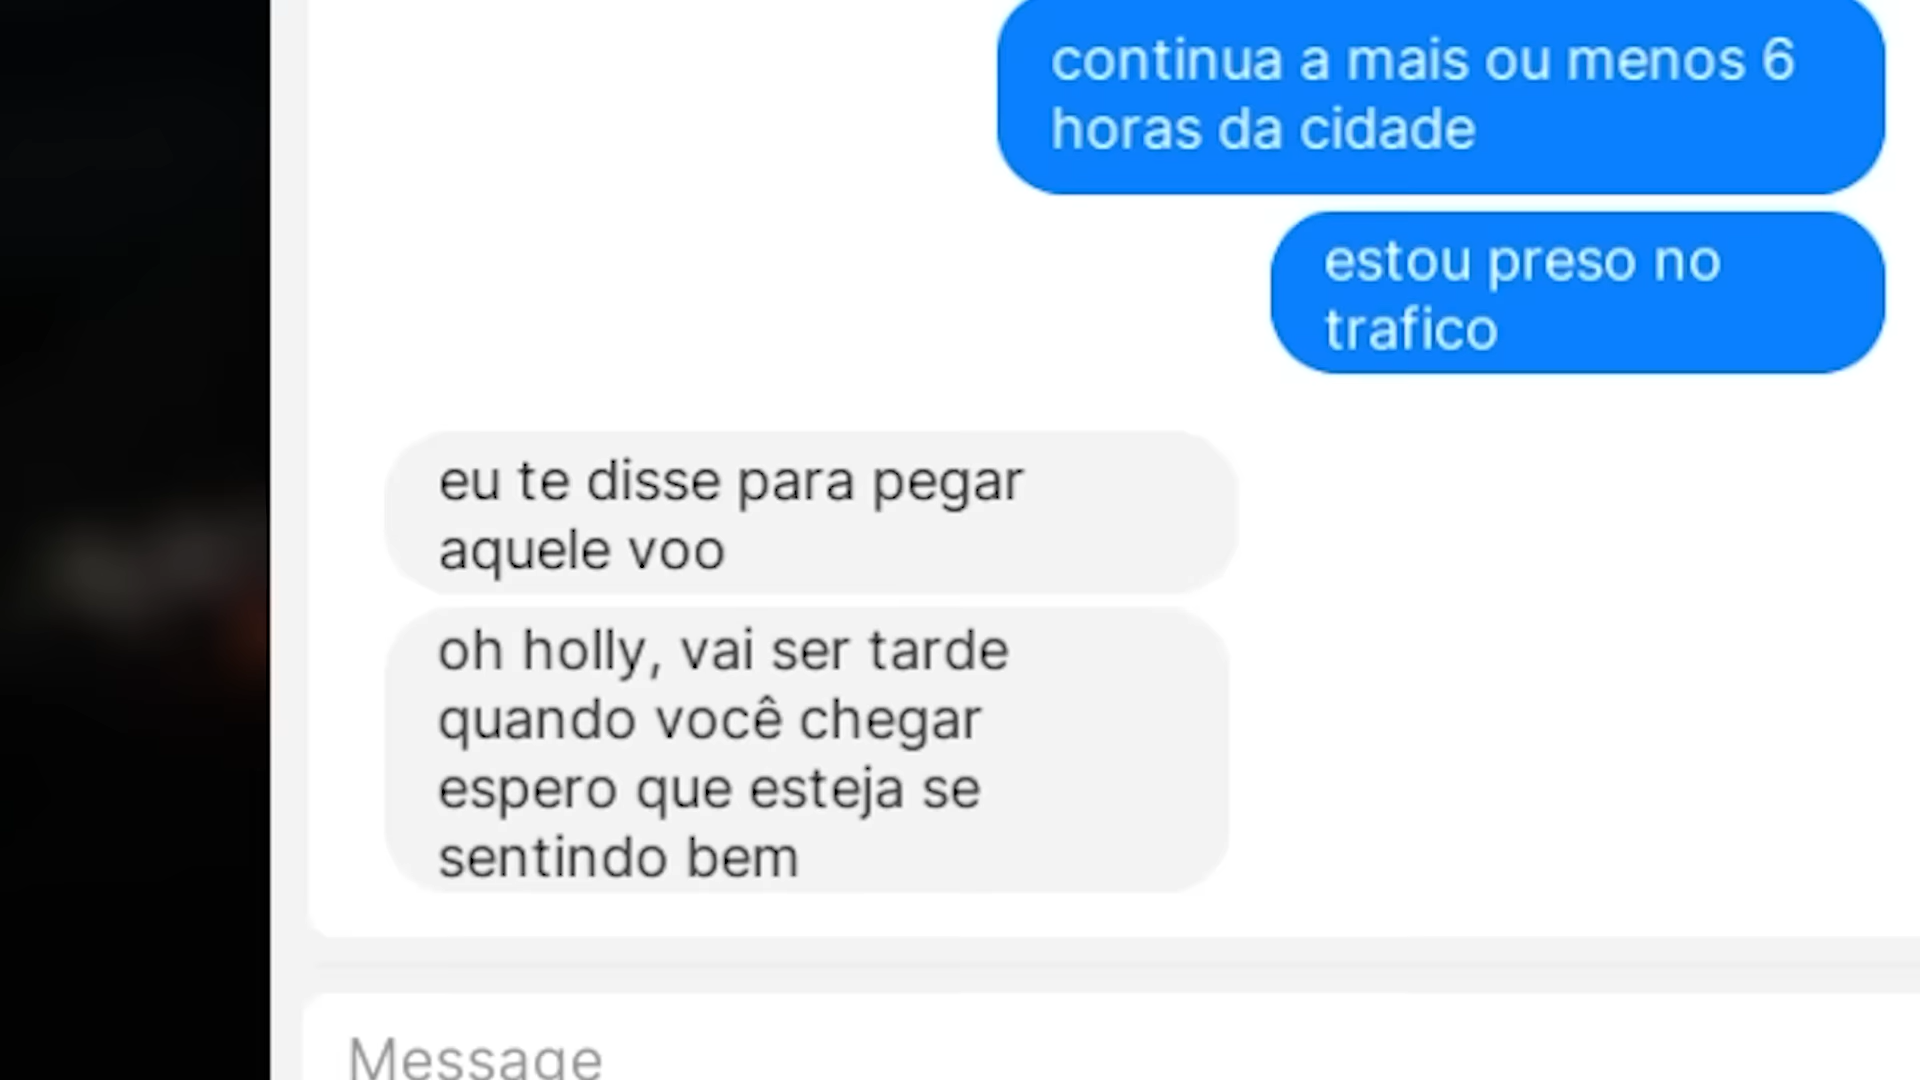 continua a mais ou menos 6
horas da cidade
estou preso no
trafico
eu te disse para pegar
aquele voo
oh holly, vai ser tarde
quando você chegar
espero que esteja se
sentindo bem
Message